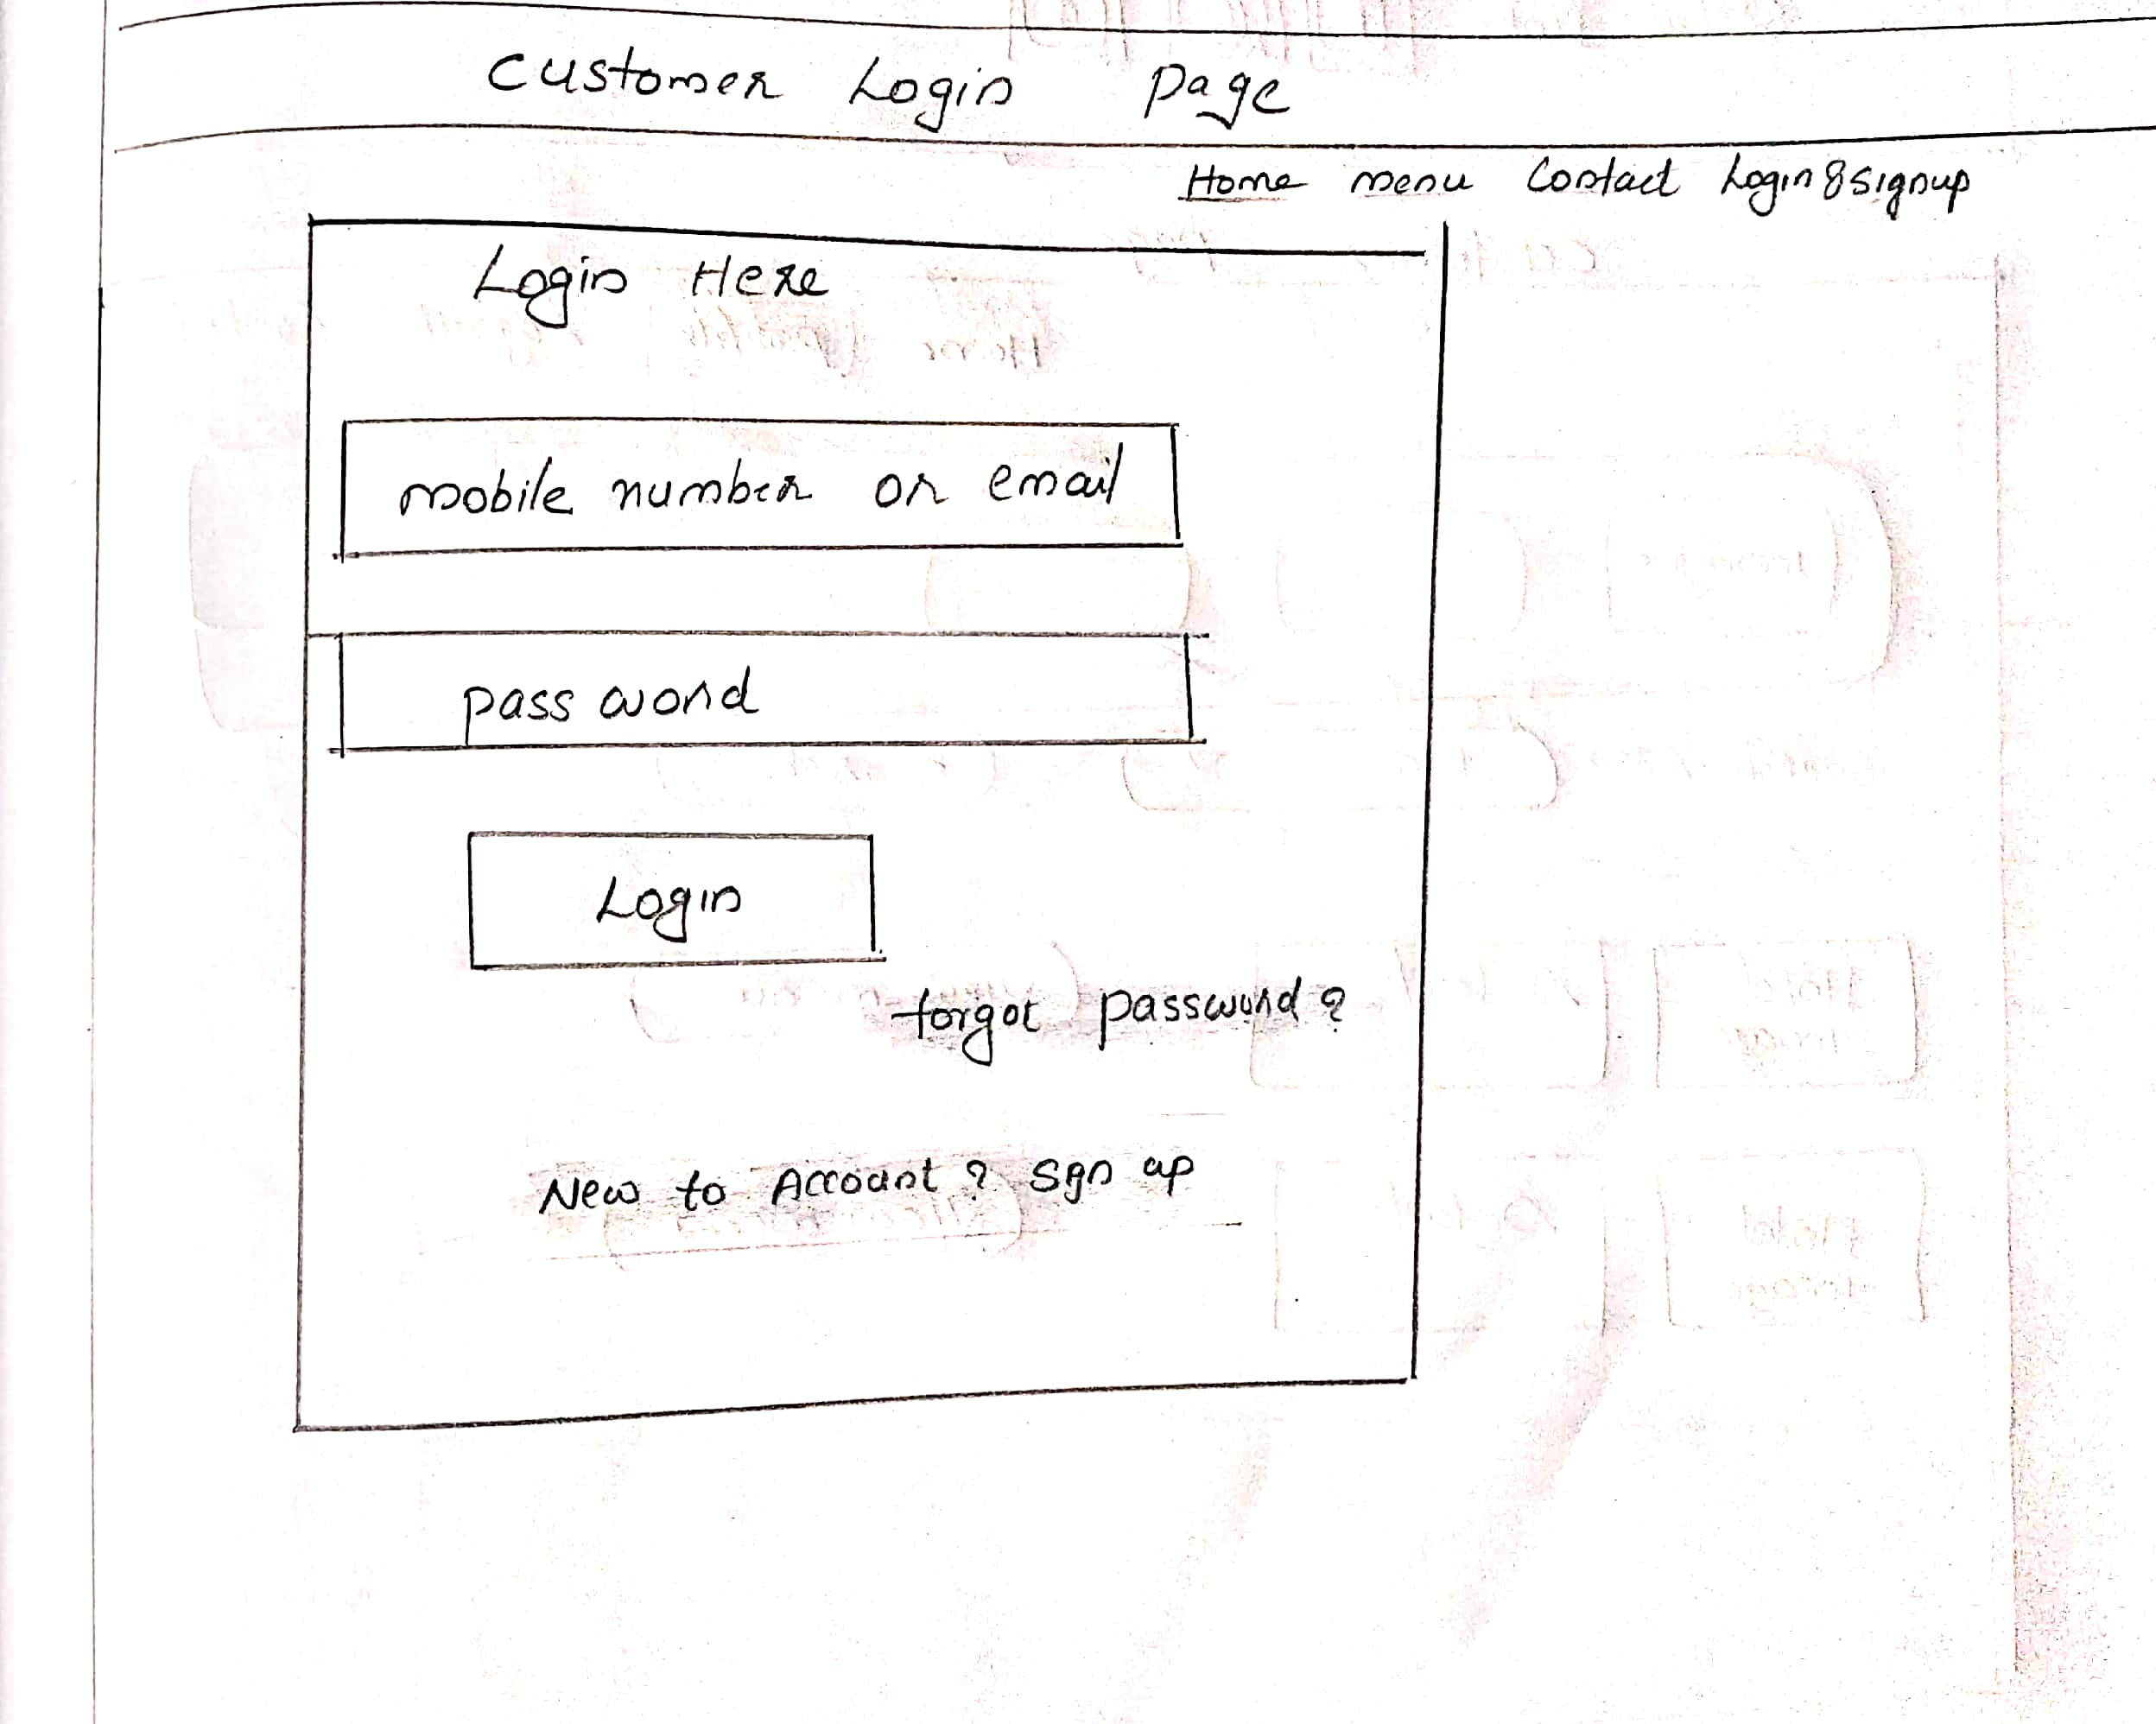 Customer Login Page
Home menu Contact Login & signup
Login Here
mobile number or email
pass word
Login
forgot password?
New to Account? Sgn up